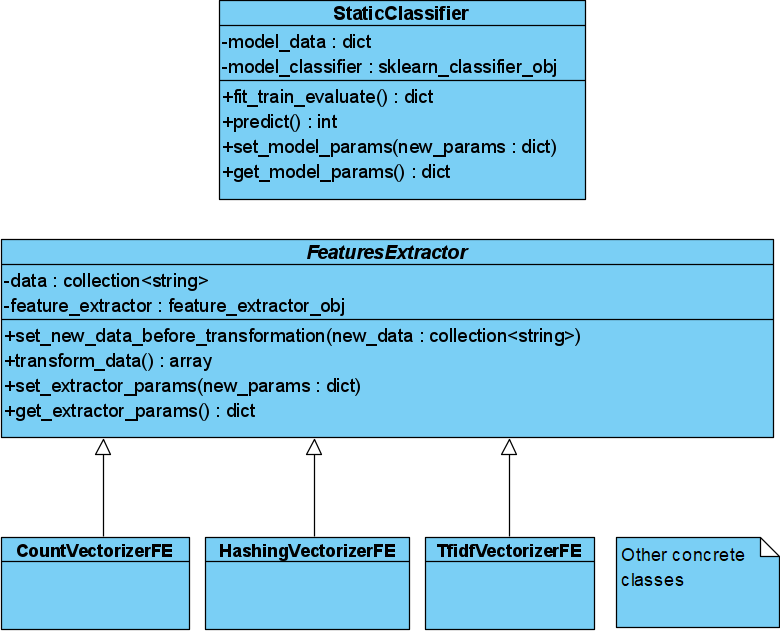 StaticClassifier
-model_data : dict
-model_classifier : sklearn_classifier_obj
+fit_train_evaluate() : dict
+predict() : int
+set_model_params(new_params : dict)
+get_model_params() : dict
FeaturesExtractor
-data : collection<string>
-feature_extractor : feature_extractor_obj
+set_new_data_before_transformation(new_data : collection<string>)
+transform_data() : array
+set_extractor_params(new_params : dict)
+get_extractor_params() : dict
CountVectorizerFE
HashingVectorizerFE
TfidfVectorizerFE
Other concrete
classes